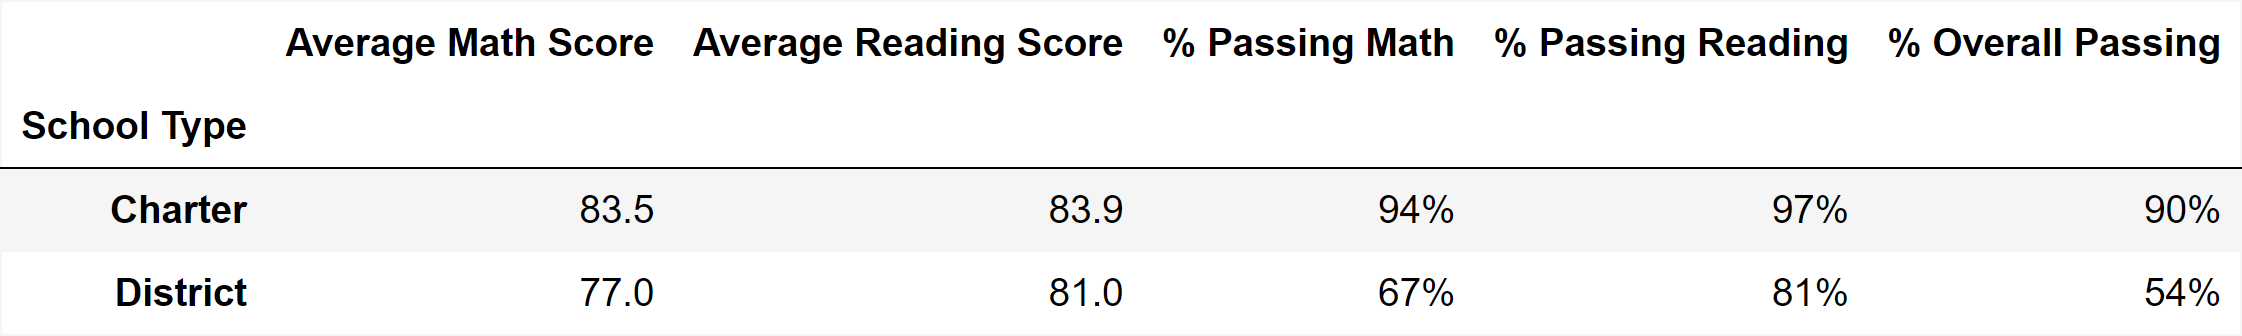 Average Math Score Average Reading Score % Passing Math % Passing Reading % Overall Passing
School Type
Charter 83.5 83.9 94% 97% 90%
District 77.0 81.0 67% 81% 54%